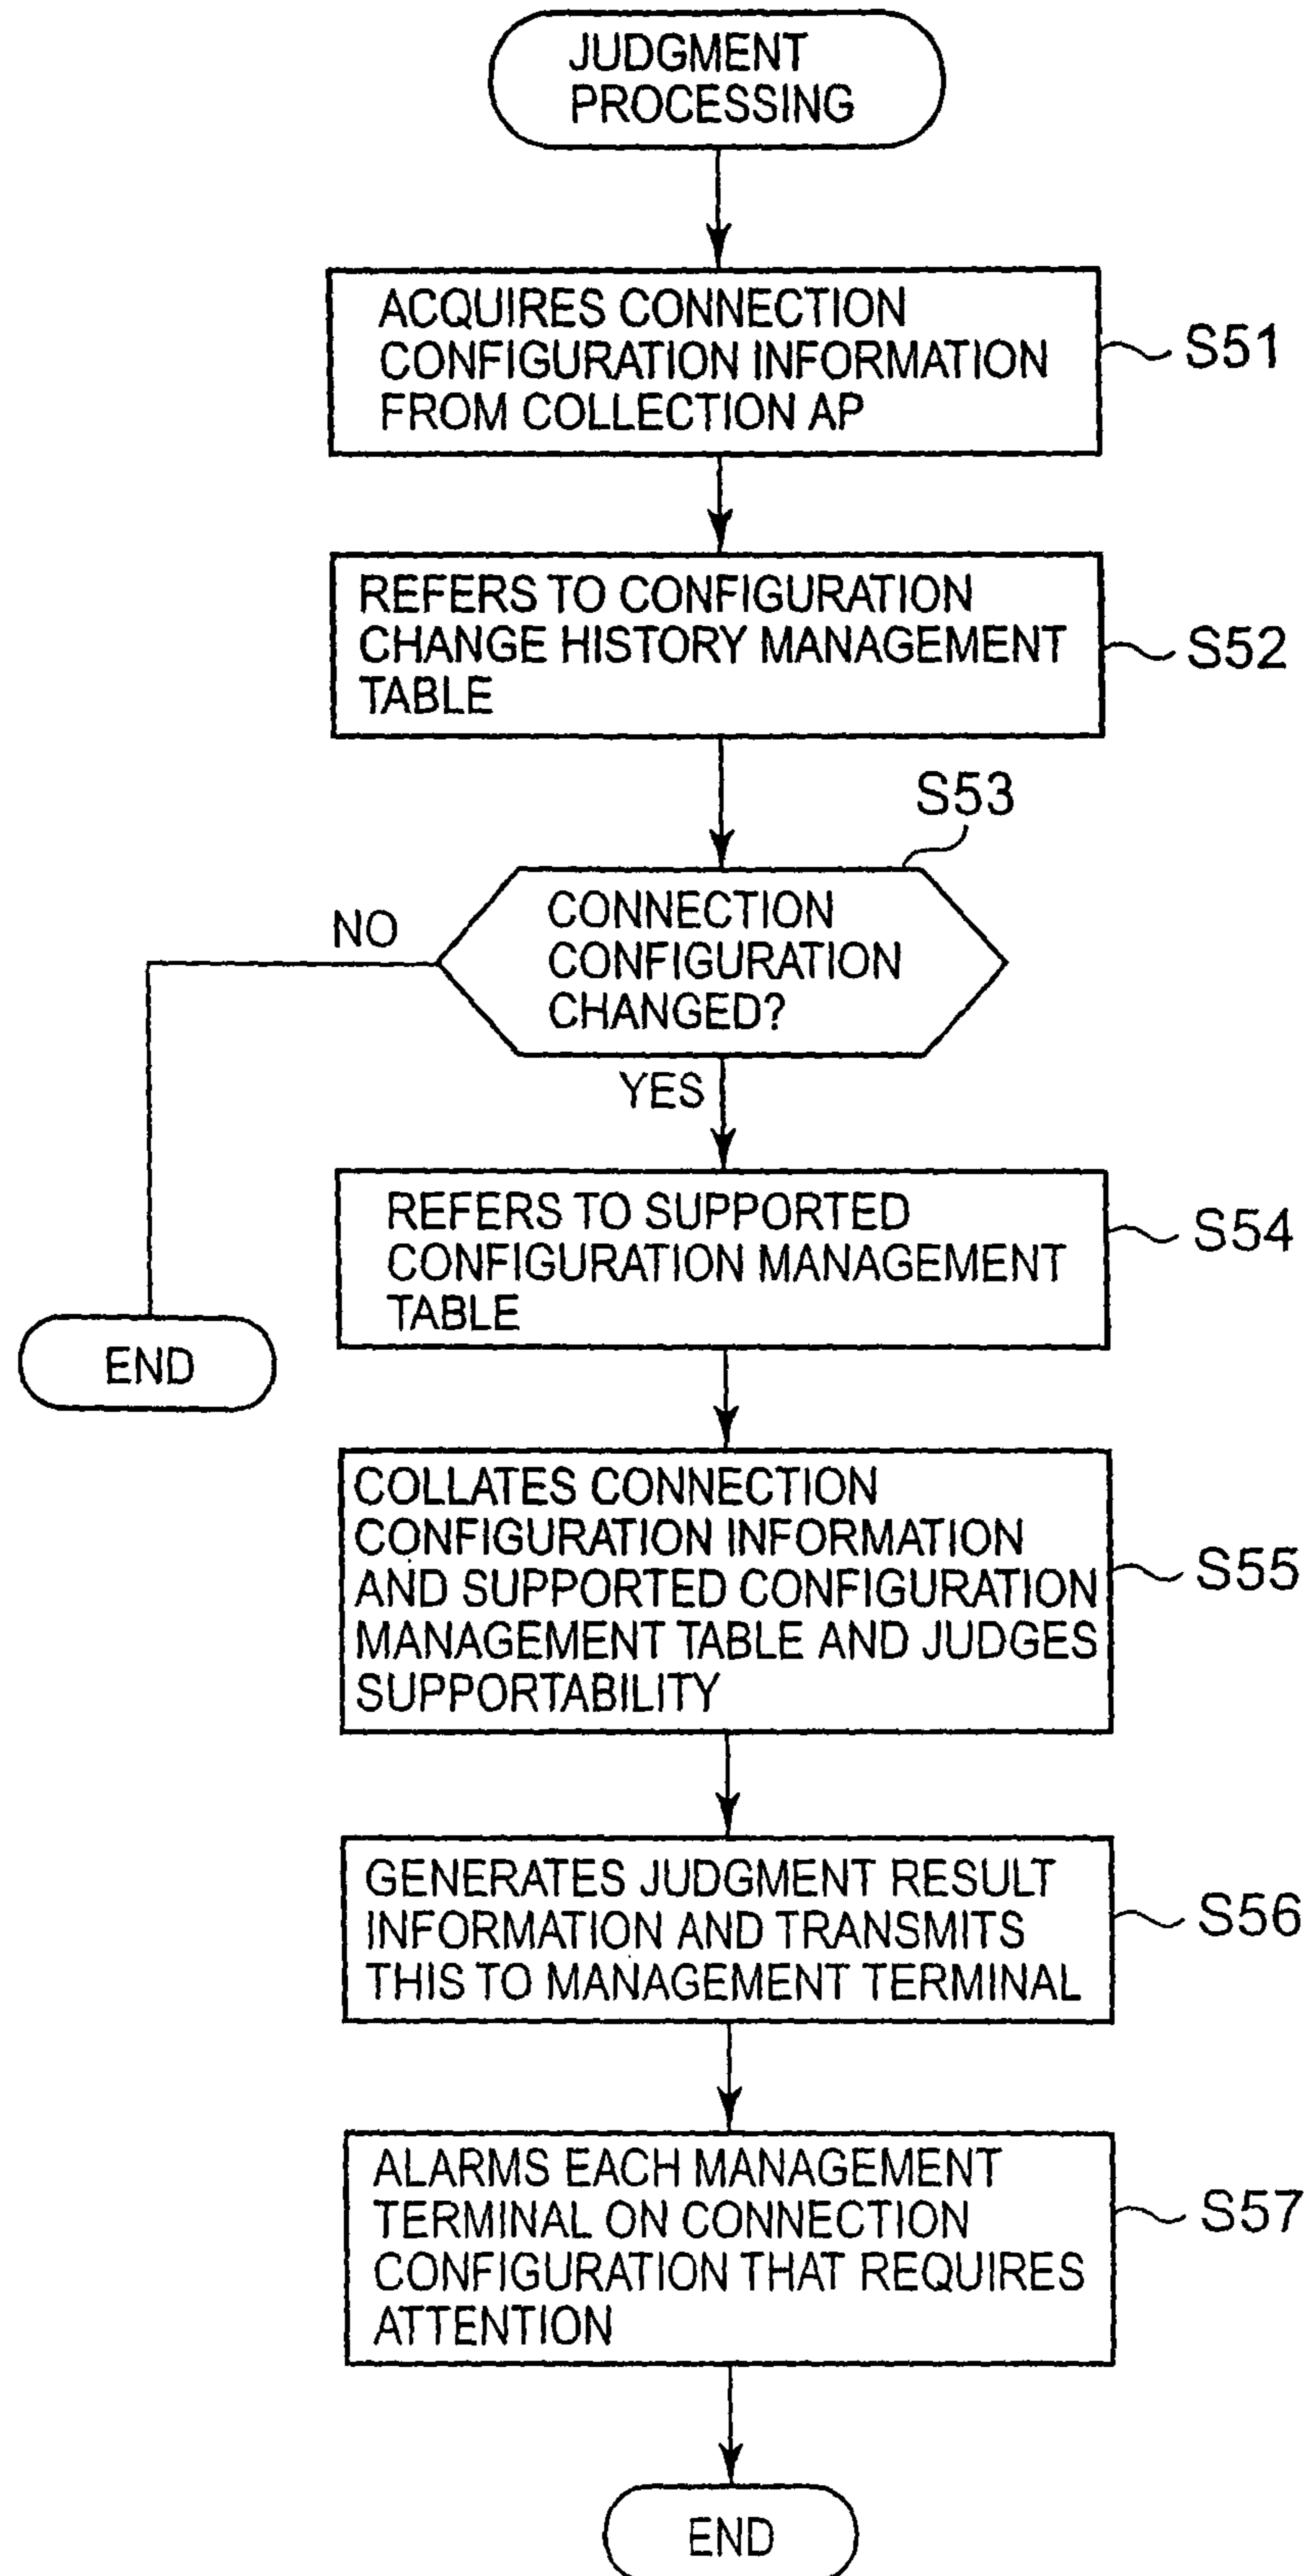 JUDGMENT
PROCESSING
ACQUIRES CONNECTION
CONFIGURATION INFORMATION
FROM COLLECTION AP
S51
REFERS TO CONFIGURATION
CHANGE HISTORY MANAGEMENT
TABLE
S52
S53
CONNECTION
CONFIGURATION
CHANGED?
NO
YES
REFERS TO SUPPORTED
CONFIGURATION MANAGEMENT
TABLE
S54
END
COLLATES CONNECTION
CONFIGURATION INFORMATION
AND SUPPORTED CONFIGURATION
MANAGEMENT TABLE AND JUDGES
SUPPORTABILITY
S55
GENERATES JUDGMENT RESULT
INFORMATION AND TRANSMITS
THIS TO MANAGEMENT TERMINAL
S56
ALARMS EACH MANAGEMENT
TERMINAL ON CONNECTION
CONFIGURATION THAT REQUIRES
ATTENTION
S57
END